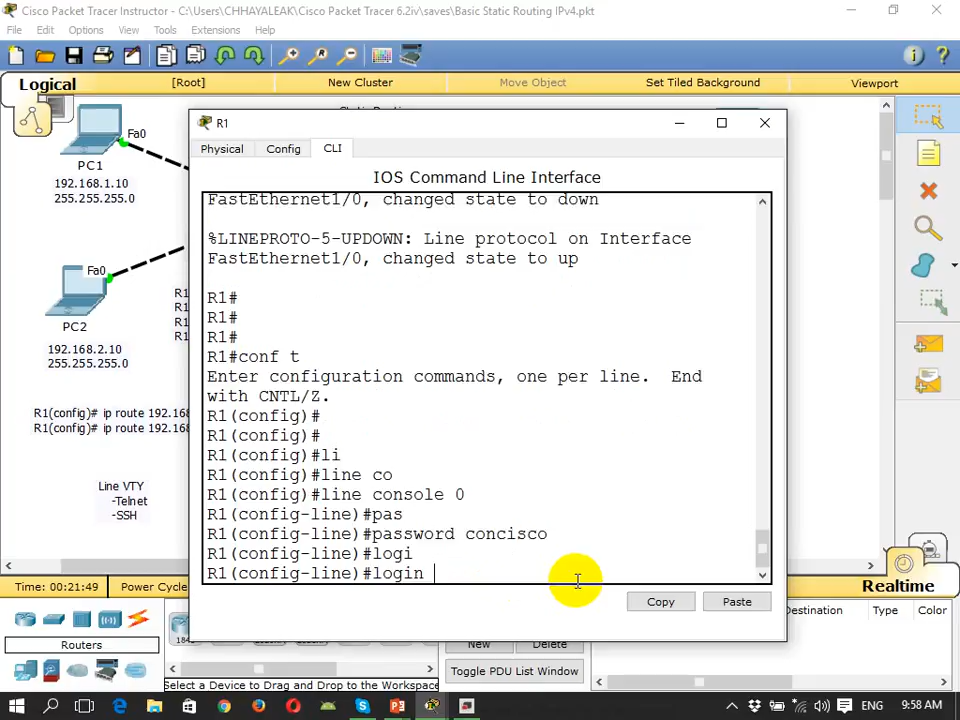 Cisco Packet Tracer Instructor - C:\Users\CHHAYALEAK\Cisco Packet Tracer 6.2iv\saves\Basic Static Routing IPv4.pkt
File Edit Options View Tools Extensions Help
Logical [Root] New Cluster Move Object Set Tiled Background Viewport
R1
Physical Config CLI
IOS Command Line Interface
FastEthernet1/0, changed state to down
%LINEPROTO-5-UPDOWN: Line protocol on Interface
FastEthernet1/0, changed state to up
R1#
R1#
R1#
R1#conf t
Enter configuration commands, one per line. End
with CNTL/Z.
R1(config)#
R1(config)#
R1(config)#li
R1(config)#line co
R1(config)#line console 0
R1(config-line)#pas
R1(config-line)#password concisco
R1(config-line)#logi
R1(config-line)#login
Copy Paste
Fa0
PC1
192.168.1.10
255.255.255.0
Fa0
PC2
192.168.2.10
255.255.255.0
R1(config)# ip route 192.168
R1(config)# ip route 192.168
Line VTY
-Telnet
-SSH
Time: 00:21:49 Power Cycle Realtime
Routers
New Delete
Toggle PDU List Window
Select a Device to Drag and Drop to the Workspace
Destination Type Color
9:58 AM